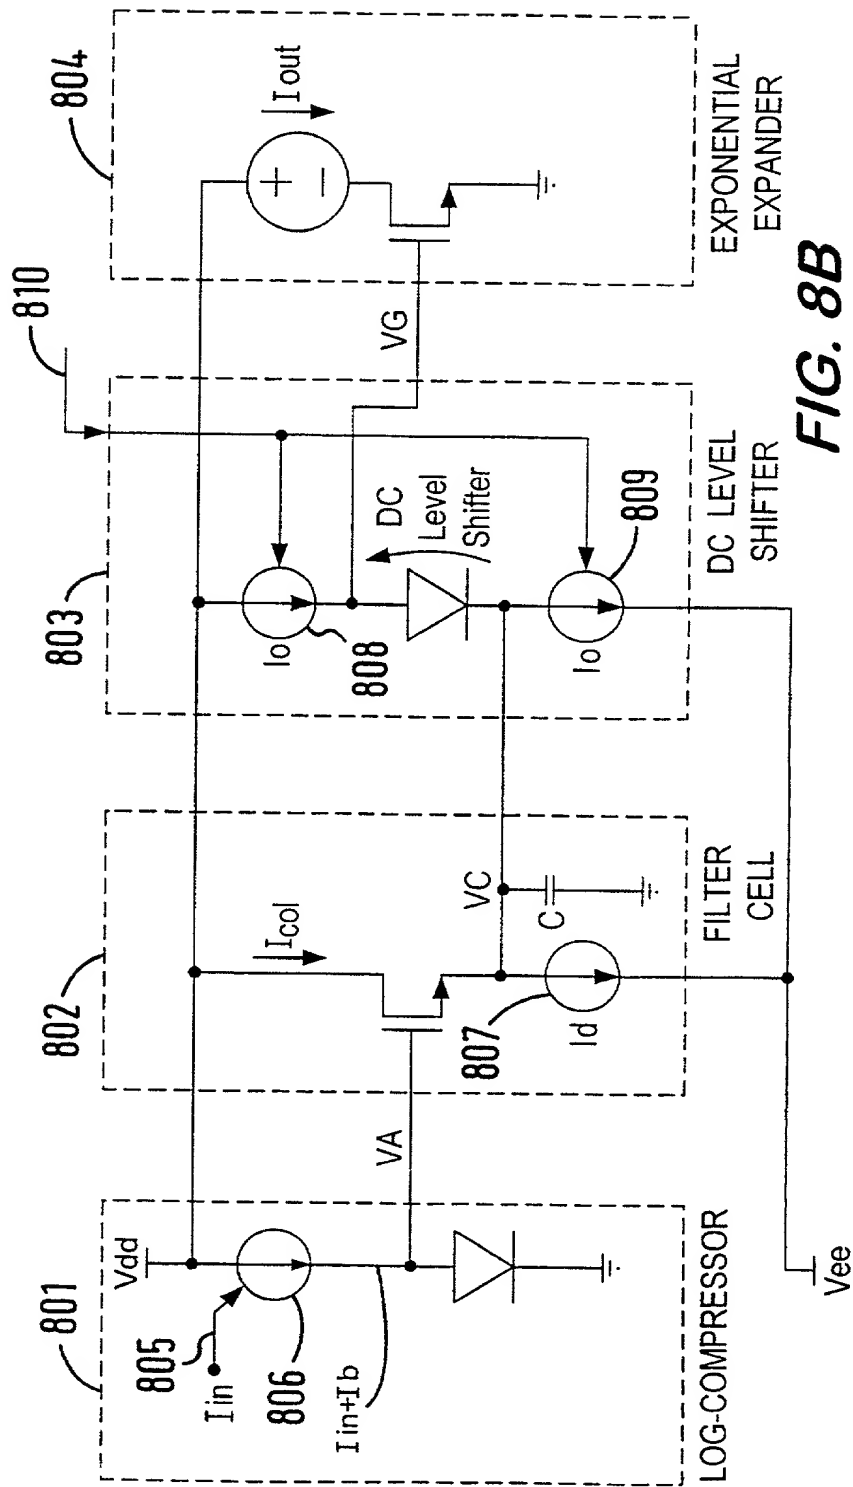 801
802
803
810
804
Vdd
805
Iin
806
Iin+Ib
VA
Icol
807
Id
VC
C
Io
808
DC
Level
Shifter
Io
809
VG
+
−
Iout
LOG-COMPRESSOR
FILTER
CELL
DC LEVEL
SHIFTER
EXPONENTIAL
EXPANDER
Vee
FIG. 8B